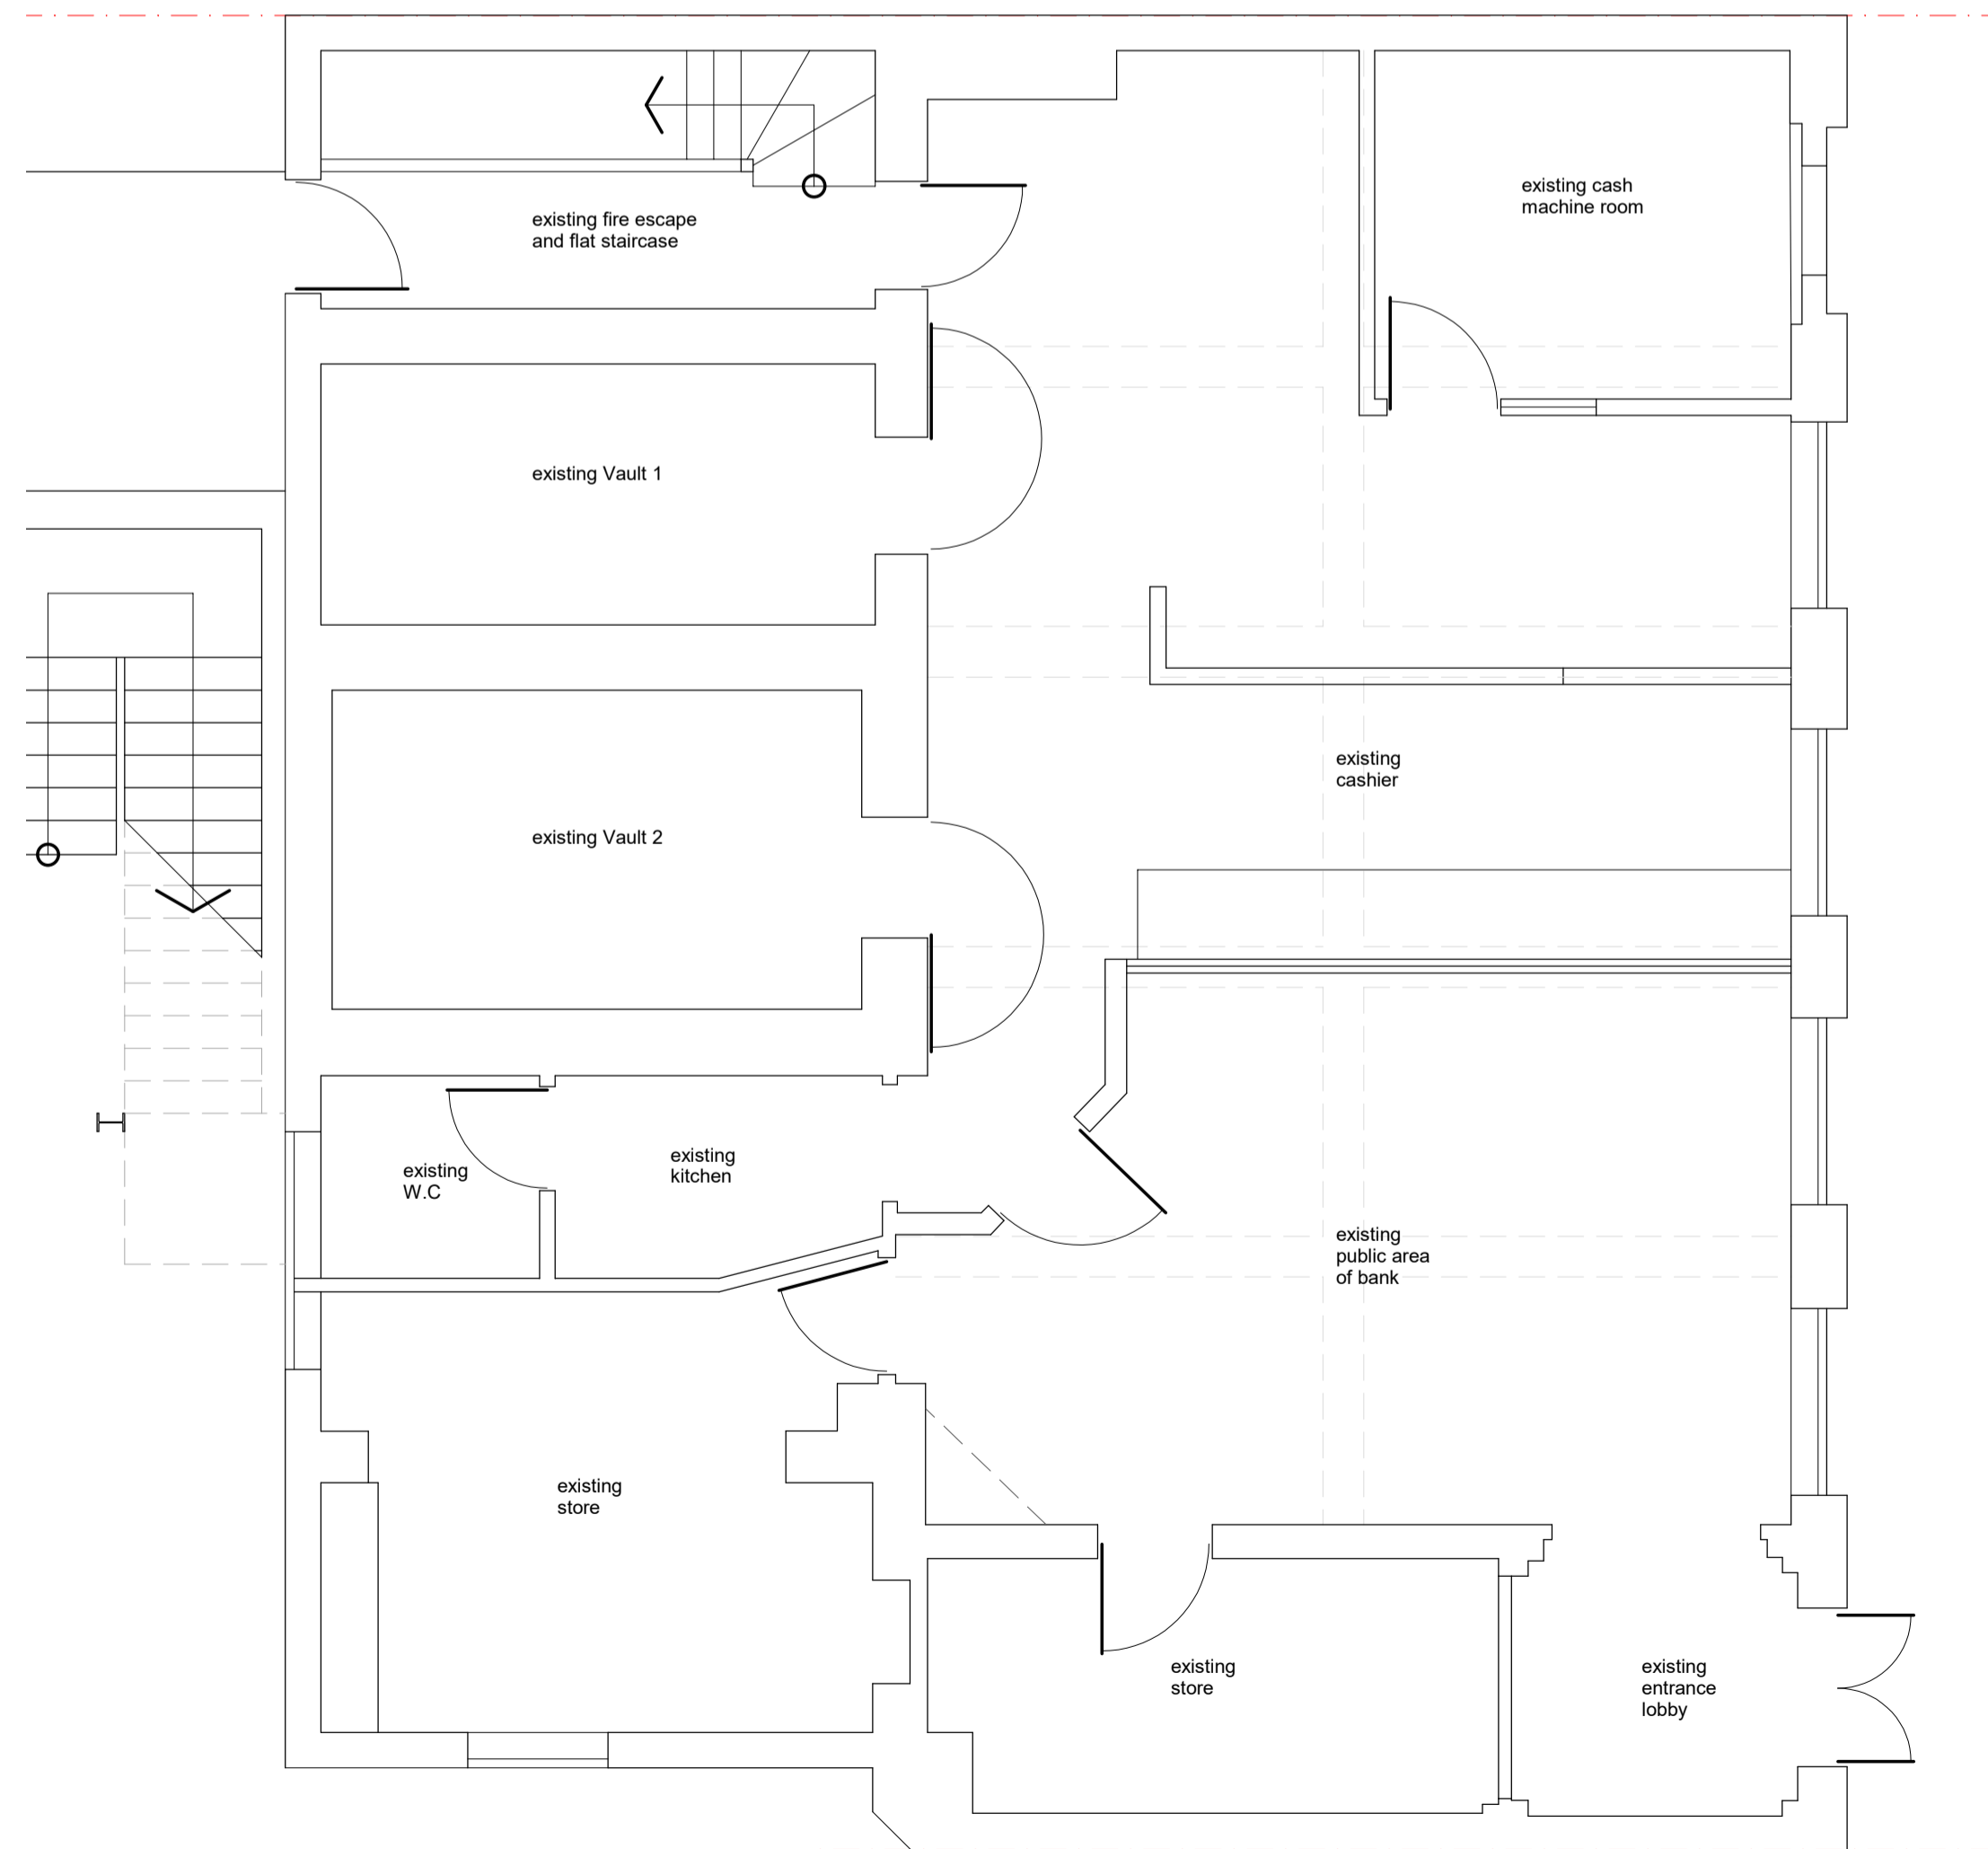 existing cash
machine room
existing fire escape
and flat staircase
existing Vault 1
existing
cashier
existing Vault 2
existing
kitchen
existing
W.C
existing
public area
of bank
existing
store
existing
store
existing
entrance
lobby